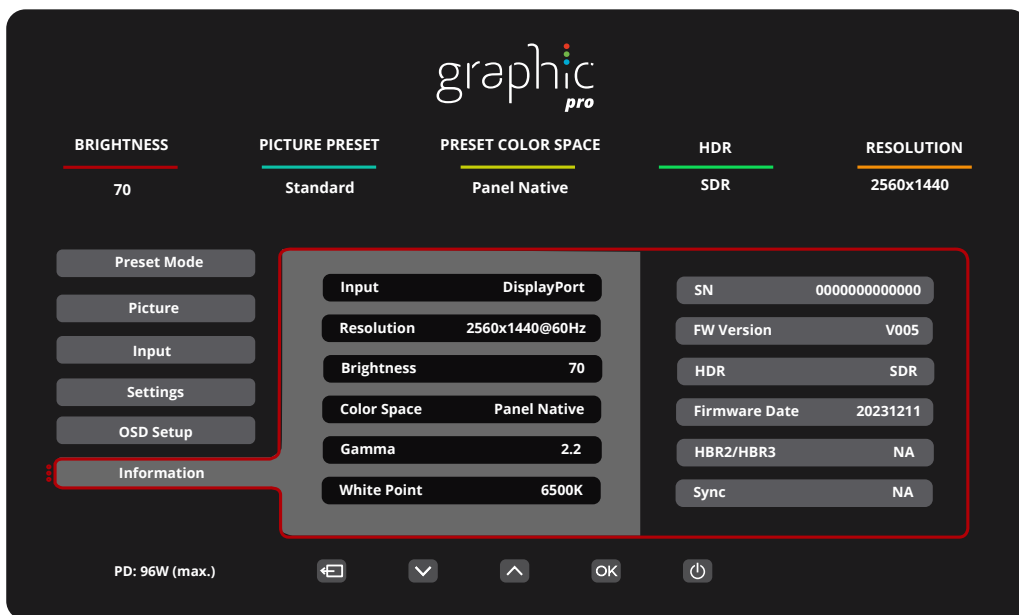 graphic
pro
BRIGHTNESS PICTURE PRESET PRESET COLOR SPACE HDR RESOLUTION
70 Standard Panel Native SDR 2560x1440
Preset Mode
Picture
Input
Settings
OSD Setup
Information
Input DisplayPort
Resolution 2560x1440@60Hz
Brightness 70
Color Space Panel Native
Gamma 2.2
White Point 6500K
SN 0000000000000
FW Version V005
HDR SDR
Firmware Date 20231211
HBR2/HBR3 NA
Sync NA
PD: 96W (max.) OK